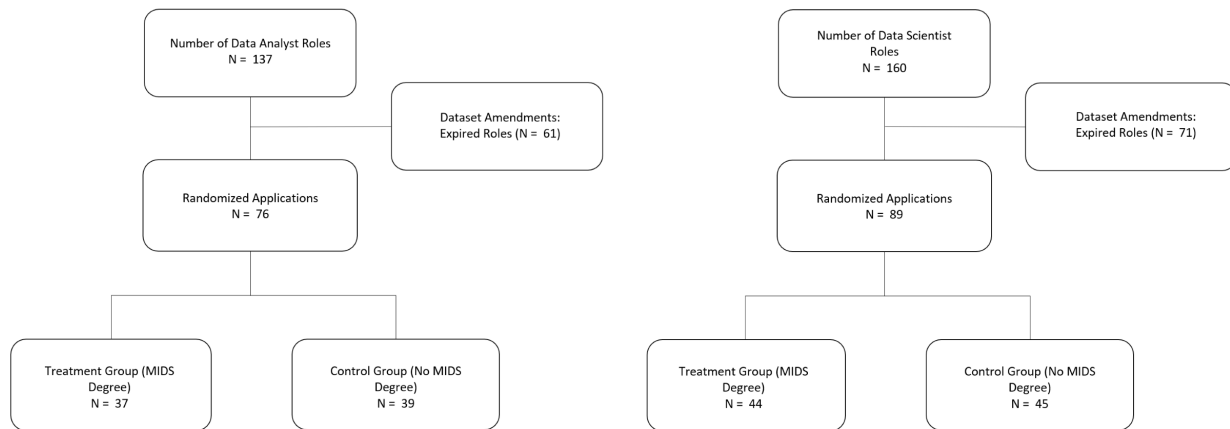 Number of Data Analyst Roles
N = 137
Dataset Amendments:
Expired Roles (N = 61)
Randomized Applications
N = 76
Treatment Group (MIDS
Degree)
N = 37
Control Group (No MIDS
Degree)
N = 39
Number of Data Scientist
Roles
N = 160
Dataset Amendments:
Expired Roles (N = 71)
Randomized Applications
N = 89
Treatment Group (MIDS
Degree)
N = 44
Control Group (No MIDS
Degree)
N = 45